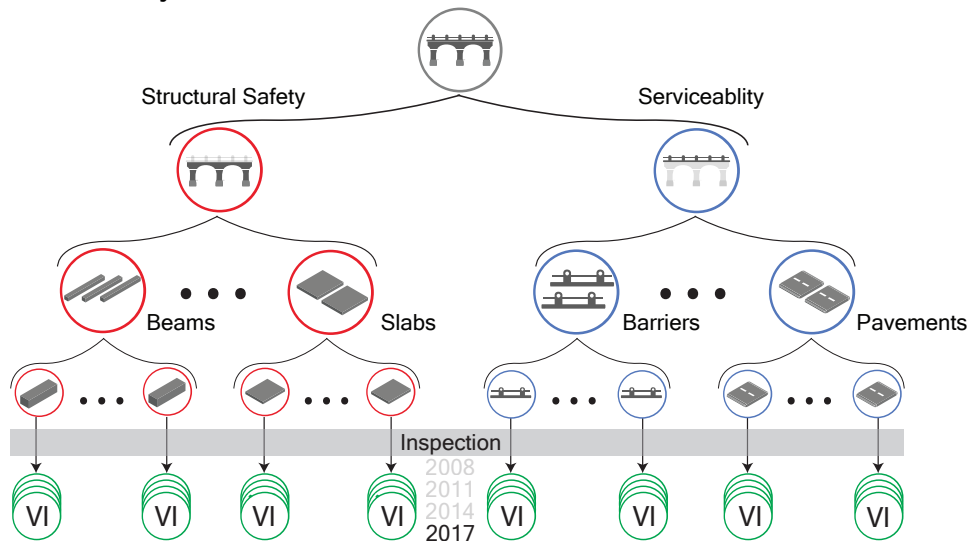 Structural Safety
Serviceablity
Beams
Slabs
Barriers
Pavements
Inspection
2008
2011
2014
2017
VI
VI
VI
VI
VI
VI
VI
VI